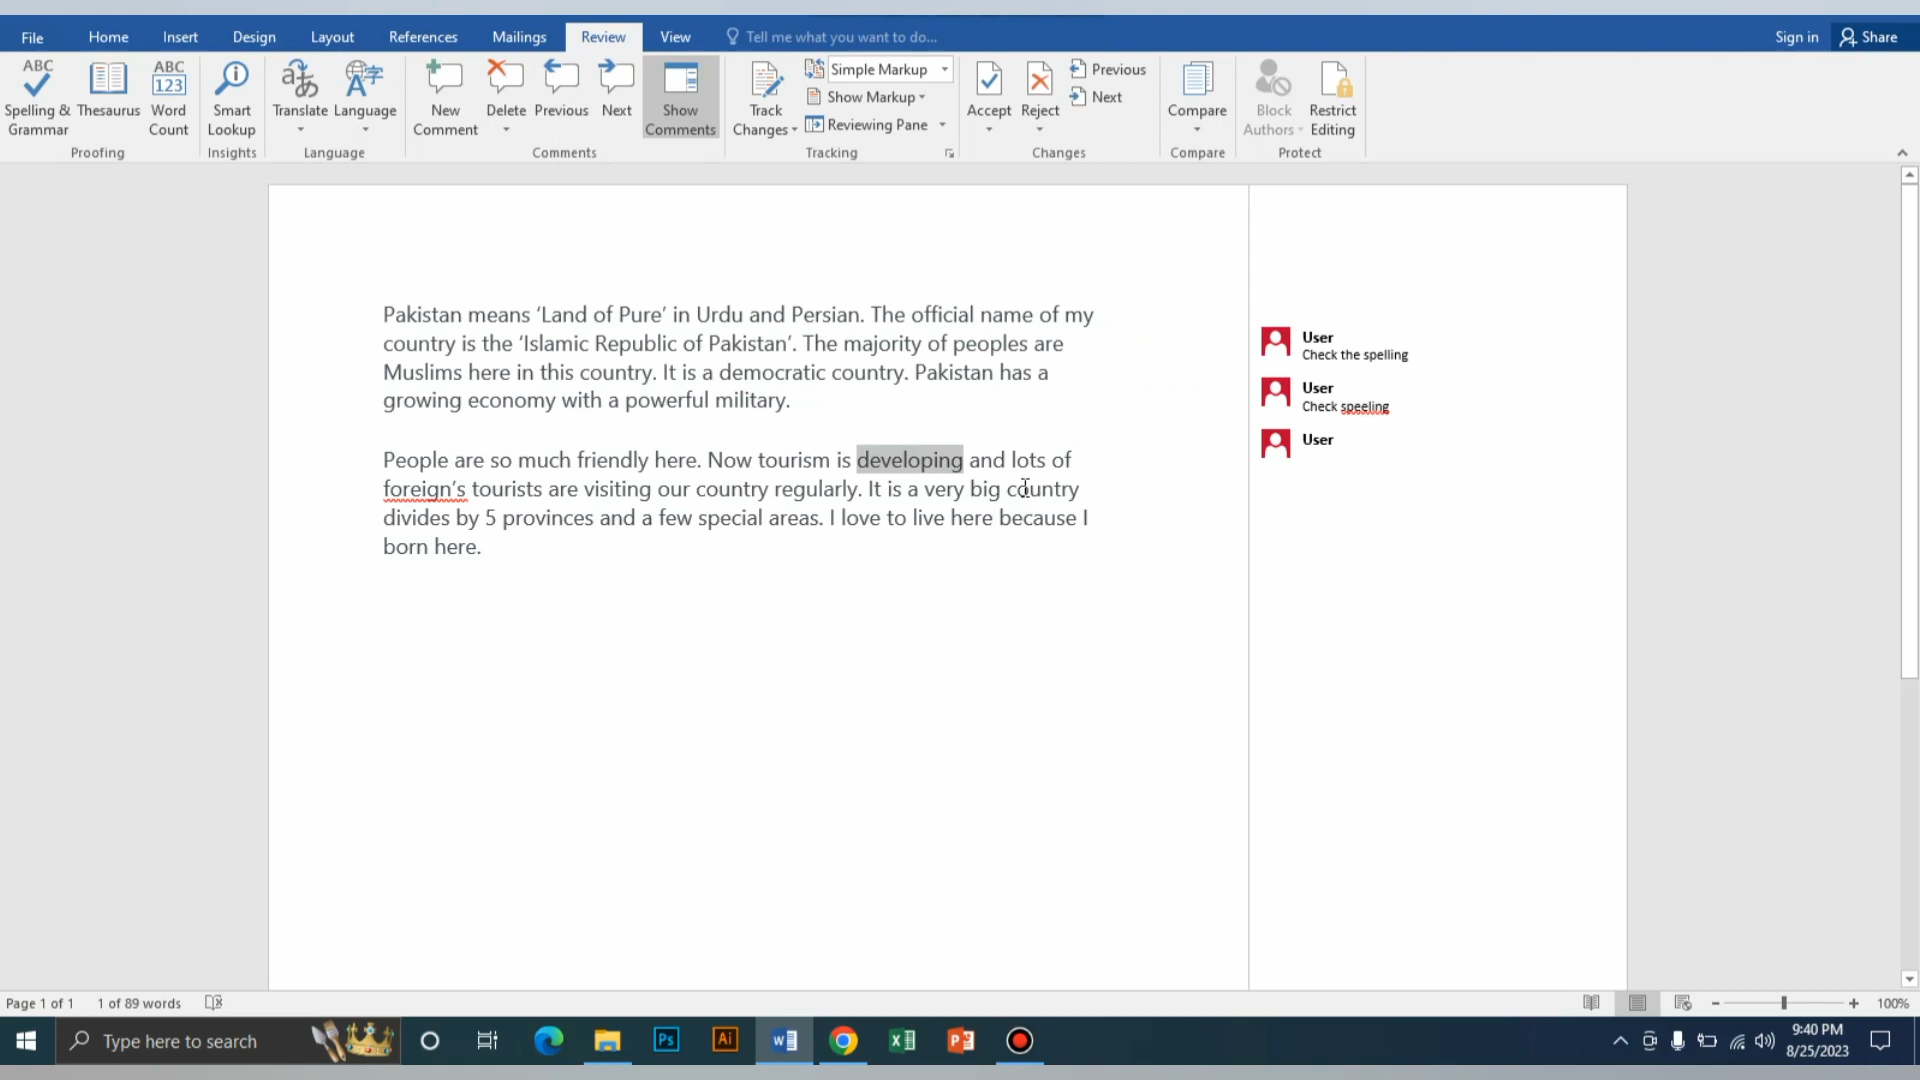 File Home Insert Design Layout References Mailings Review View Tell me what you want to do... Sign in Share
ABC
Spelling &
Grammar
Thesaurus
ABC
123
Word
Count
Proofing
Smart
Lookup
Insights
Translate
Language
Language
New
Comment
Delete
Previous
Next
Show
Comments
Comments
Track
Changes
Simple Markup
Show Markup
Reviewing Pane
Tracking
Accept
Reject
Previous
Next
Changes
Compare
Compare
Block
Authors
Restrict
Editing
Protect
Pakistan means ‘Land of Pure’ in Urdu and Persian. The official name of my
country is the ‘Islamic Republic of Pakistan’. The majority of peoples are
Muslims here in this country. It is a democratic country. Pakistan has a
growing economy with a powerful military.
People are so much friendly here. Now tourism is developing and lots of
foreign’s tourists are visiting our country regularly. It is a very big country
divides by 5 provinces and a few special areas. I love to live here because I
born here.
User
Check the spelling
User
Check speeling
User
Page 1 of 1 1 of 89 words 100%
Type here to search
Ps
Ai
9:40 PM
8/25/2023